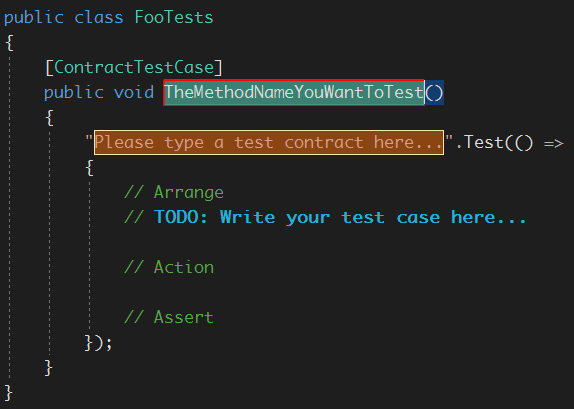 public class FooTests
{
[ContractTestCase]
public void TheMethodNameYouWantToTest()
{
"Please type a test contract here...".Test(() =>
{
// Arrange
// TODO: Write your test case here...
// Action
// Assert
});
}
}